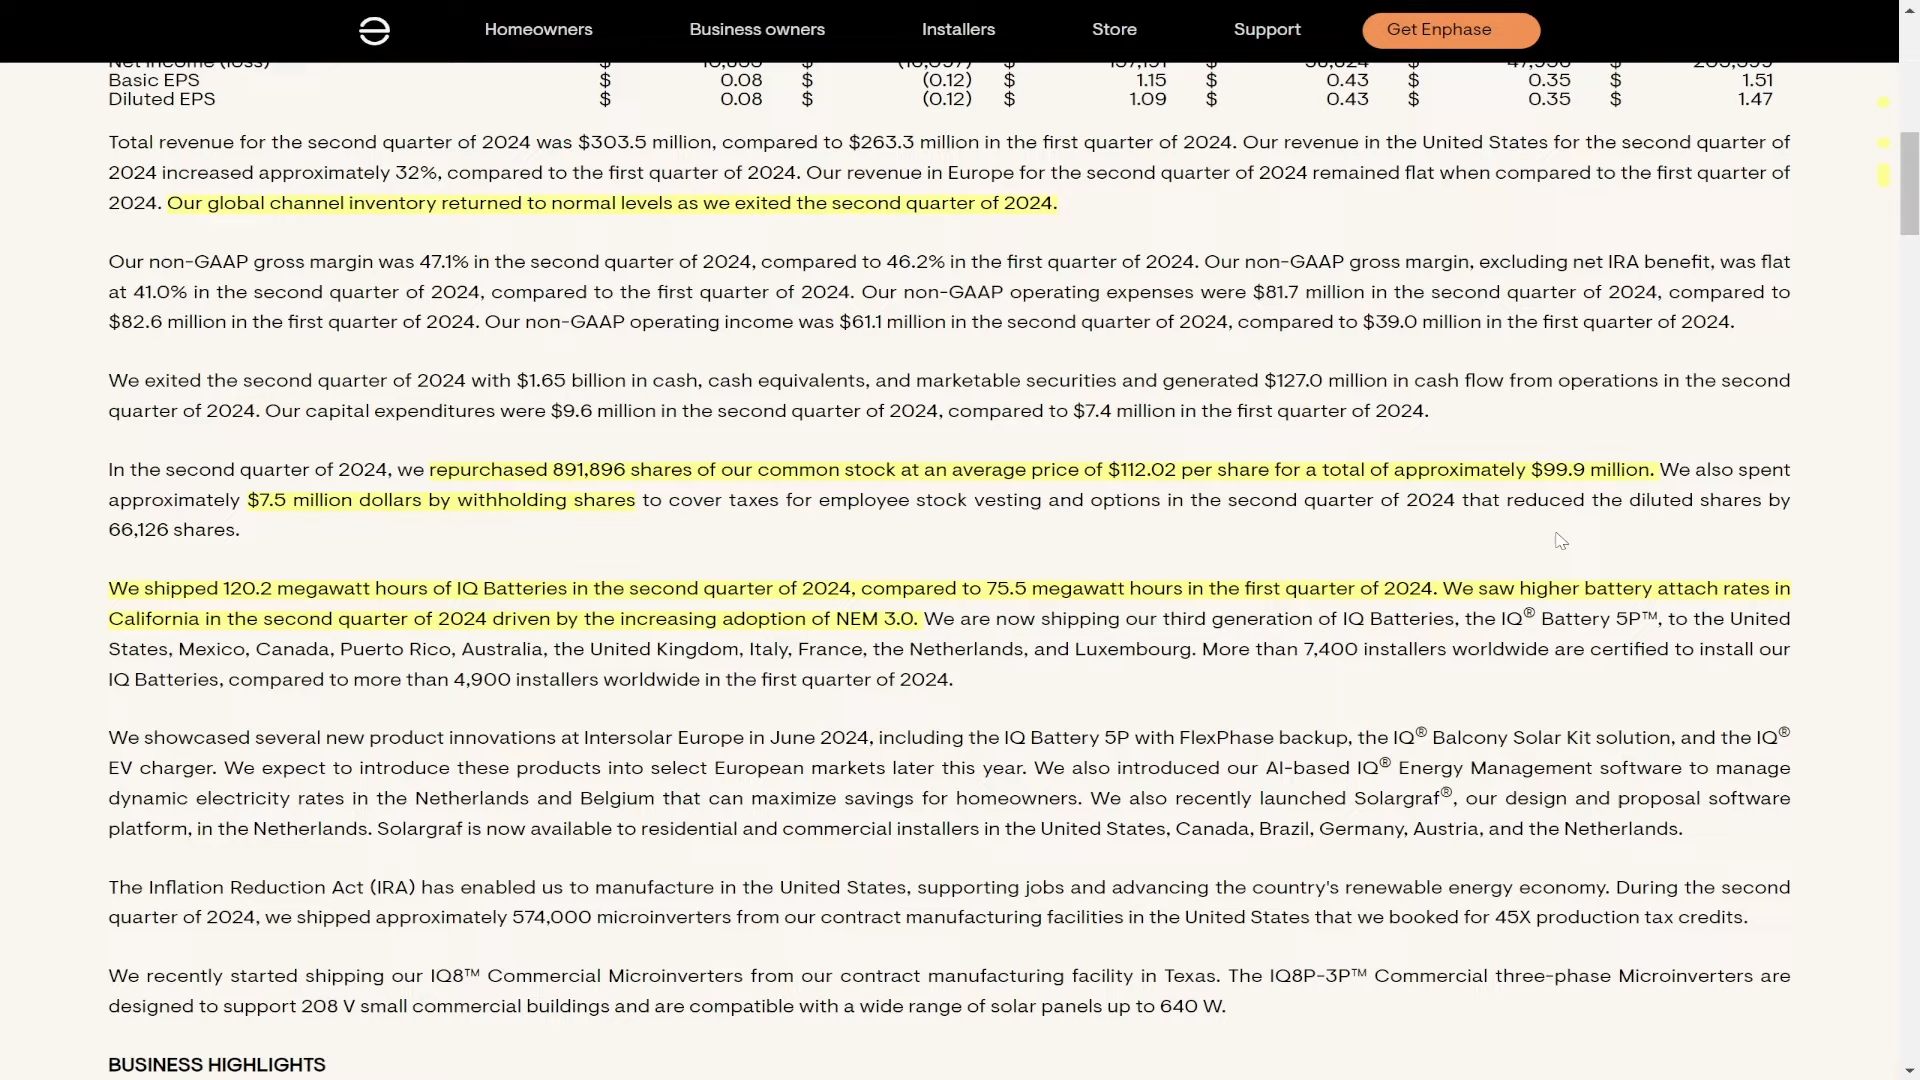 Homeowners Business owners Installers Store Support Get Enphase
Net income (loss) $ $ $ $ $ $
Basic EPS $ 0.08 $ (0.12) $ 1.15 $ 0.43 $ 0.35 $ 1.51
Diluted EPS $ 0.08 $ (0.12) $ 1.09 $ 0.43 $ 0.35 $ 1.47
Total revenue for the second quarter of 2024 was $303.5 million, compared to $263.3 million in the first quarter of 2024. Our revenue in the United States for the second quarter of
2024 increased approximately 32%, compared to the first quarter of 2024. Our revenue in Europe for the second quarter of 2024 remained flat when compared to the first quarter of
2024. Our global channel inventory returned to normal levels as we exited the second quarter of 2024.
Our non-GAAP gross margin was 47.1% in the second quarter of 2024, compared to 46.2% in the first quarter of 2024. Our non-GAAP gross margin, excluding net IRA benefit, was flat
at 41.0% in the second quarter of 2024, compared to the first quarter of 2024. Our non-GAAP operating expenses were $81.7 million in the second quarter of 2024, compared to
$82.6 million in the first quarter of 2024. Our non-GAAP operating income was $61.1 million in the second quarter of 2024, compared to $39.0 million in the first quarter of 2024.
We exited the second quarter of 2024 with $1.65 billion in cash, cash equivalents, and marketable securities and generated $127.0 million in cash flow from operations in the second
quarter of 2024. Our capital expenditures were $9.6 million in the second quarter of 2024, compared to $7.4 million in the first quarter of 2024.
In the second quarter of 2024, we repurchased 891,896 shares of our common stock at an average price of $112.02 per share for a total of approximately $99.9 million. We also spent
approximately $7.5 million dollars by withholding shares to cover taxes for employee stock vesting and options in the second quarter of 2024 that reduced the diluted shares by
66,126 shares.
We shipped 120.2 megawatt hours of IQ Batteries in the second quarter of 2024, compared to 75.5 megawatt hours in the first quarter of 2024. We saw higher battery attach rates in
California in the second quarter of 2024 driven by the increasing adoption of NEM 3.0. We are now shipping our third generation of IQ Batteries, the IQ® Battery 5P™, to the United
States, Mexico, Canada, Puerto Rico, Australia, the United Kingdom, Italy, France, the Netherlands, and Luxembourg. More than 7,400 installers worldwide are certified to install our
IQ Batteries, compared to more than 4,900 installers worldwide in the first quarter of 2024.
We showcased several new product innovations at Intersolar Europe in June 2024, including the IQ Battery 5P with FlexPhase backup, the IQ® Balcony Solar Kit solution, and the IQ®
EV charger. We expect to introduce these products into select European markets later this year. We also introduced our AI-based IQ® Energy Management software to manage
dynamic electricity rates in the Netherlands and Belgium that can maximize savings for homeowners. We also recently launched Solargraf®, our design and proposal software
platform, in the Netherlands. Solargraf is now available to residential and commercial installers in the United States, Canada, Brazil, Germany, Austria, and the Netherlands.
The Inflation Reduction Act (IRA) has enabled us to manufacture in the United States, supporting jobs and advancing the country's renewable energy economy. During the second
quarter of 2024, we shipped approximately 574,000 microinverters from our contract manufacturing facilities in the United States that we booked for 45X production tax credits.
We recently started shipping our IQ8™ Commercial Microinverters from our contract manufacturing facility in Texas. The IQ8P-3P™ Commercial three-phase Microinverters are
designed to support 208 V small commercial buildings and are compatible with a wide range of solar panels up to 640 W.
BUSINESS HIGHLIGHTS